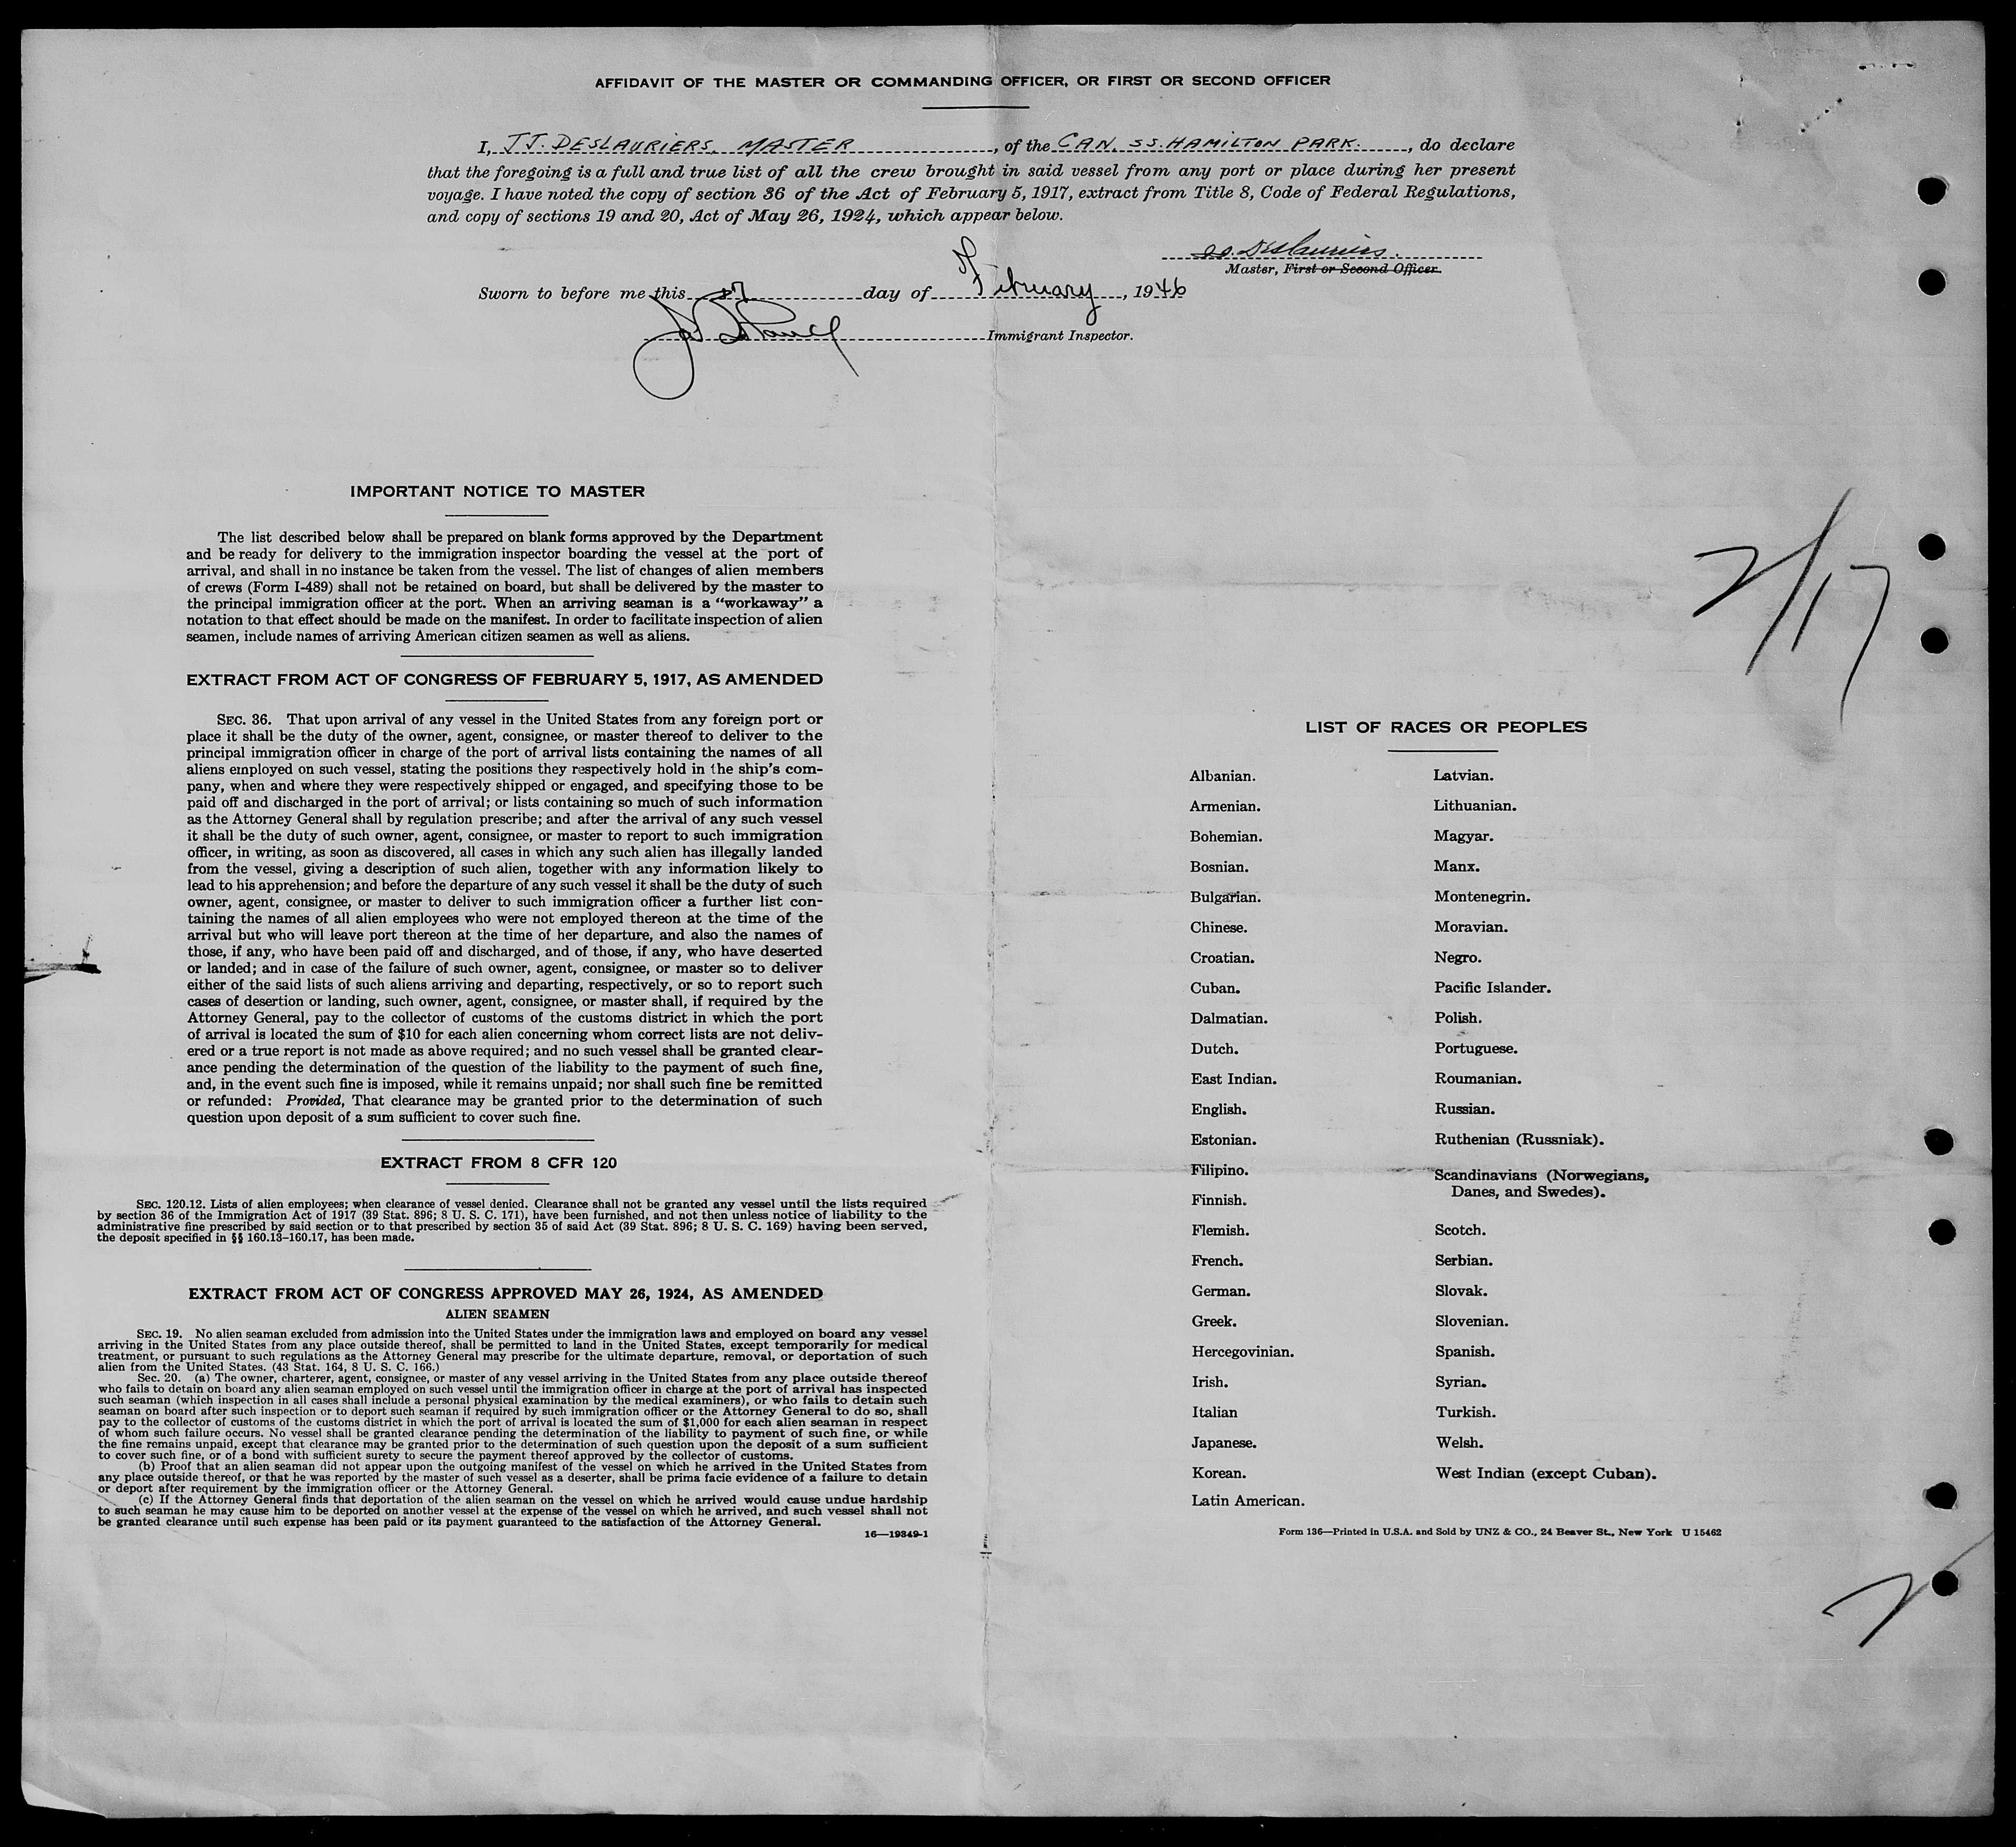 AFFIDAVIT OF THE MASTER OR COMMANDING OFFICER, OR FIRST OR SECOND OFFICER
I, J J. DESLAURIERS, MASTER, of the CAN. SS. HAMILTON PARK., do declare
that the foregoing is a full and true list of all the crew brought in said vessel from any port or place during her present
voyage. I have noted the copy of section 36 of the Act of February 5, 1917, extract from Title 8, Code of Federal Regulations,
and copy of sections 19 and 20, Act of May 26, 1924, which appear below.
Deslauriers.
Master, First or Second Officer.
Sworn to before me this day of February, 1946
Immigrant Inspector.
IMPORTANT NOTICE TO MASTER
The list described below shall be prepared on blank forms approved by the Department
and be ready for delivery to the immigration inspector boarding the vessel at the port of
arrival, and shall in no instance be taken from the vessel. The list of changes of alien members
of crews (Form I-489) shall not be retained on board, but shall be delivered by the master to
the principal immigration officer at the port. When an arriving seaman is a “workaway” a
notation to that effect should be made on the manifest. In order to facilitate inspection of alien
seamen, include names of arriving American citizen seamen as well as aliens.
EXTRACT FROM ACT OF CONGRESS OF FEBRUARY 5, 1917, AS AMENDED
SEC. 36. That upon arrival of any vessel in the United States from any foreign port or
place it shall be the duty of the owner, agent, consignee, or master thereof to deliver to the
principal immigration officer in charge of the port of arrival lists containing the names of all
aliens employed on such vessel, stating the positions they respectively hold in the ship’s com-
pany, when and where they were respectively shipped or engaged, and specifying those to be
paid off and discharged in the port of arrival; or lists containing so much of such information
as the Attorney General shall by regulation prescribe; and after the arrival of any such vessel
it shall be the duty of such owner, agent, consignee, or master to report to such immigration
officer, in writing, as soon as discovered, all cases in which any such alien has illegally landed
from the vessel, giving a description of such alien, together with any information likely to
lead to his apprehension; and before the departure of any such vessel it shall be the duty of such
owner, agent, consignee, or master to deliver to such immigration officer a further list con-
taining the names of all alien employees who were not employed thereon at the time of the
arrival but who will leave port thereon at the time of her departure, and also the names of
those, if any, who have been paid off and discharged, and of those, if any, who have deserted
or landed; and in case of the failure of such owner, agent, consignee, or master so to deliver
either of the said lists of such aliens arriving and departing, respectively, or so to report such
cases of desertion or landing, such owner, agent, consignee, or master shall, if required by the
Attorney General, pay to the collector of customs of the customs district in which the port
of arrival is located the sum of $10 for each alien concerning whom correct lists are not deliv-
ered or a true report is not made as above required; and no such vessel shall be granted clear-
ance pending the determination of the question of the liability to the payment of such fine,
and, in the event such fine is imposed, while it remains unpaid; nor shall such fine be remitted
or refunded: Provided, That clearance may be granted prior to the determination of such
question upon deposit of a sum sufficient to cover such fine.
EXTRACT FROM 8 CFR 120
SEC. 120.12. Lists of alien employees; when clearance of vessel denied. Clearance shall not be granted any vessel until the lists required
by section 36 of the Immigration Act of 1917 (39 Stat. 896; 8 U. S. C. 171), have been furnished, and not then unless notice of liability to the
administrative fine prescribed by said section or to that prescribed by section 35 of said Act (39 Stat. 896; 8 U. S. C. 169) having been served,
the deposit specified in §§ 160.13–160.17, has been made.
EXTRACT FROM ACT OF CONGRESS APPROVED MAY 26, 1924, AS AMENDED
ALIEN SEAMEN
SEC. 19. No alien seaman excluded from admission into the United States under the immigration laws and employed on board any vessel
arriving in the United States from any place outside thereof, shall be permitted to land in the United States, except temporarily for medical
treatment, or pursuant to such regulations as the Attorney General may prescribe for the ultimate departure, removal, or deportation of such
alien from the United States. (43 Stat. 164, 8 U. S. C. 166.)
Sec. 20. (a) The owner, charterer, agent, consignee, or master of any vessel arriving in the United States from any place outside thereof
who fails to detain on board any alien seaman employed on such vessel until the immigration officer in charge at the port of arrival has inspected
such seaman (which inspection in all cases shall include a personal physical examination by the medical examiners), or who fails to detain such
seaman on board after such inspection or to deport such seaman if required by such immigration officer or the Attorney General to do so, shall
pay to the collector of customs of the customs district in which the port of arrival is located the sum of $1,000 for each alien seaman in respect
of whom such failure occurs. No vessel shall be granted clearance pending the determination of the liability to payment of such fine, or while
the fine remains unpaid, except that clearance may be granted prior to the determination of such question upon the deposit of a sum sufficient
to cover such fine, or of a bond with sufficient surety to secure the payment thereof approved by the collector of customs.
(b) Proof that an alien seaman did not appear upon the outgoing manifest of the vessel on which he arrived in the United States from
any place outside thereof, or that he was reported by the master of such vessel as a deserter, shall be prima facie evidence of a failure to detain
or deport after requirement by the immigration officer or the Attorney General.
(c) If the Attorney General finds that deportation of the alien seaman on the vessel on which he arrived would cause undue hardship
to such seaman he may cause him to be deported on another vessel at the expense of the vessel on which he arrived, and such vessel shall not
be granted clearance until such expense has been paid or its payment guaranteed to the satisfaction of the Attorney General.
16—19349-1
2/17
LIST OF RACES OR PEOPLES
Albanian.
Armenian.
Bohemian.
Bosnian.
Bulgarian.
Chinese.
Croatian.
Cuban.
Dalmatian.
Dutch.
East Indian.
English.
Estonian.
Filipino.
Finnish.
Flemish.
French.
German.
Greek.
Hercegovinian.
Irish.
Italian
Japanese.
Korean.
Latin American.
Latvian.
Lithuanian.
Magyar.
Manx.
Montenegrin.
Moravian.
Negro.
Pacific Islander.
Polish.
Portuguese.
Roumanian.
Russian.
Ruthenian (Russniak).
Scandinavians (Norwegians,
Danes, and Swedes).
Scotch.
Serbian.
Slovak.
Slovenian.
Spanish.
Syrian.
Turkish.
Welsh.
West Indian (except Cuban).
Form 136—Printed in U.S.A. and Sold by UNZ & CO., 24 Beaver St., New York U 15462